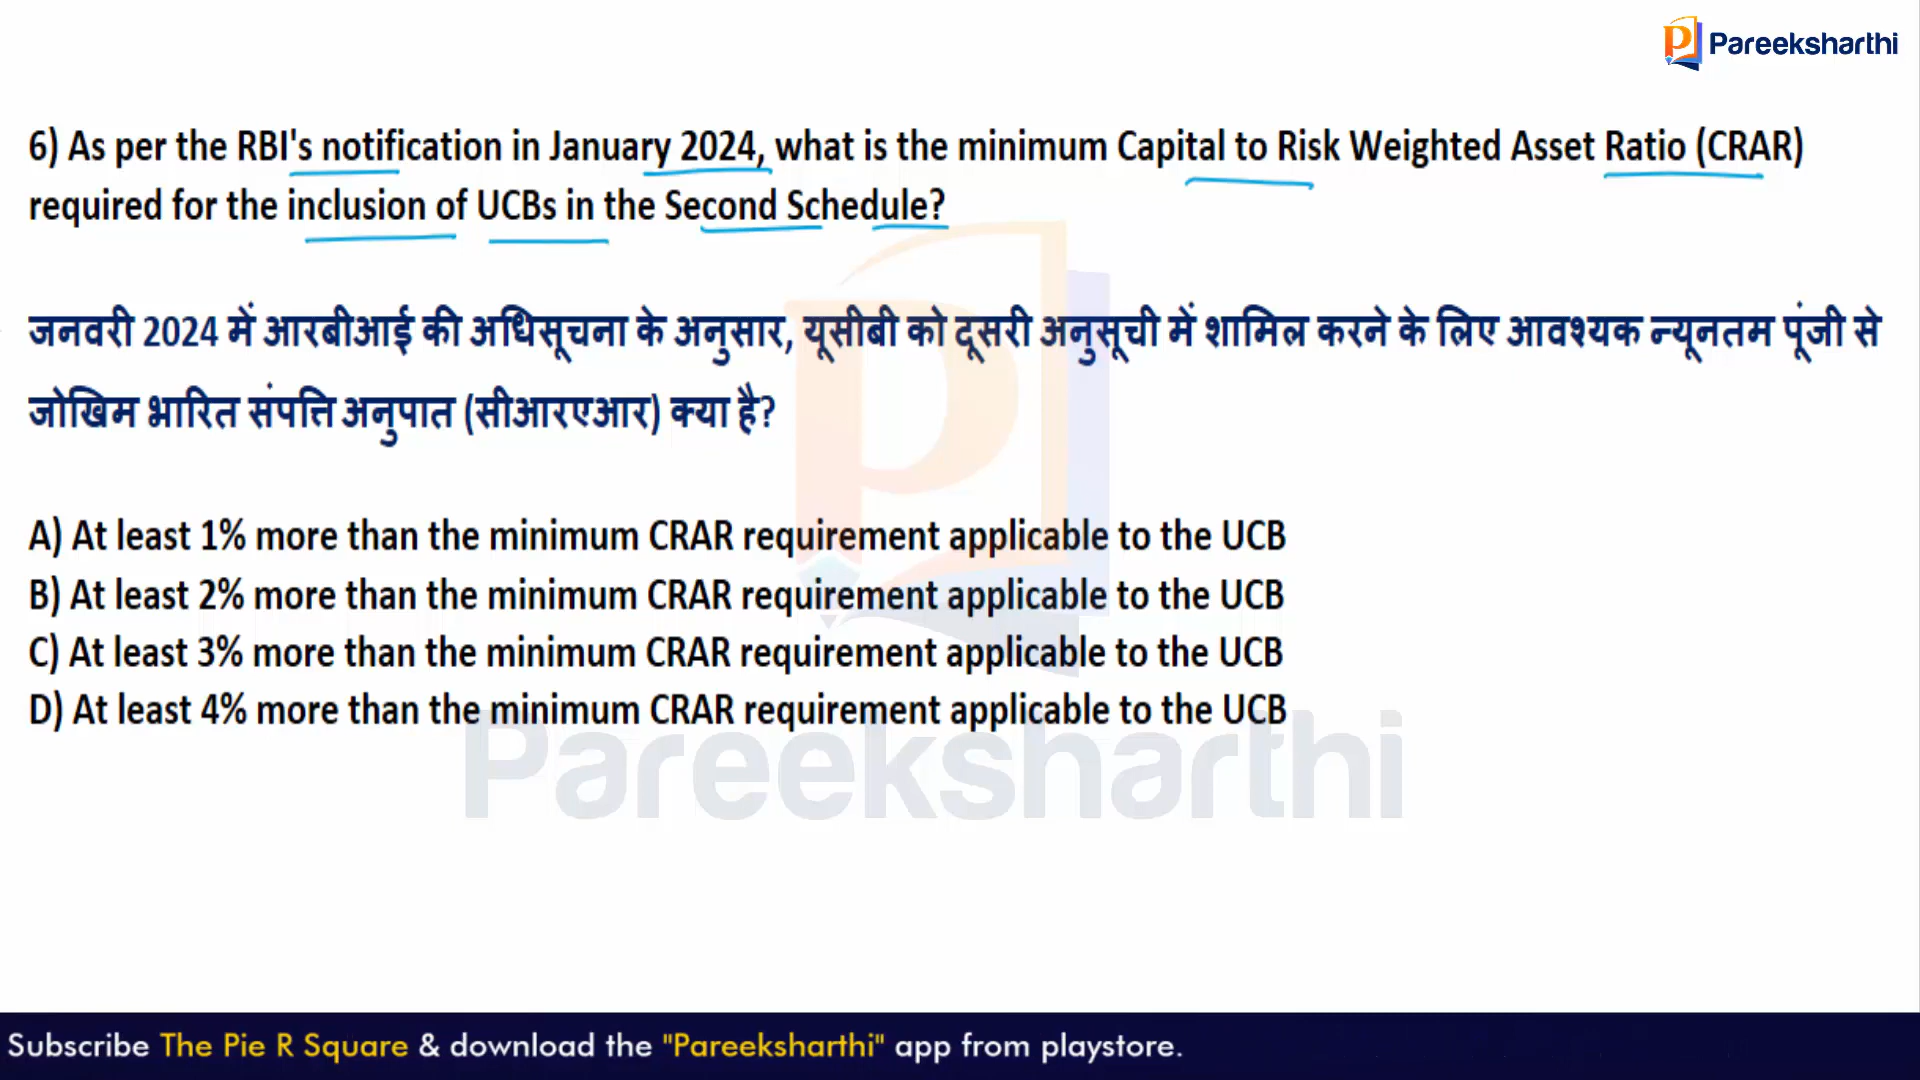 Pareeksharthi
6) As per the RBI's notification in January 2024, what is the minimum Capital to Risk Weighted Asset Ratio (CRAR)
required for the inclusion of UCBs in the Second Schedule?
जनवरी 2024 में आरबीआई की अधिसूचना के अनुसार, यूसीबी को दूसरी अनुसूची में शामिल करने के लिए आवश्यक न्यूनतम पूंजी से
जोखिम भारित संपत्ति अनुपात (सीआरएआर) क्या है?
A) At least 1% more than the minimum CRAR requirement applicable to the UCB
B) At least 2% more than the minimum CRAR requirement applicable to the UCB
C) At least 3% more than the minimum CRAR requirement applicable to the UCB
D) At least 4% more than the minimum CRAR requirement applicable to the UCB
Pareeksharthi
Subscribe The Pie R Square & download the "Pareeksharthi" app from playstore.